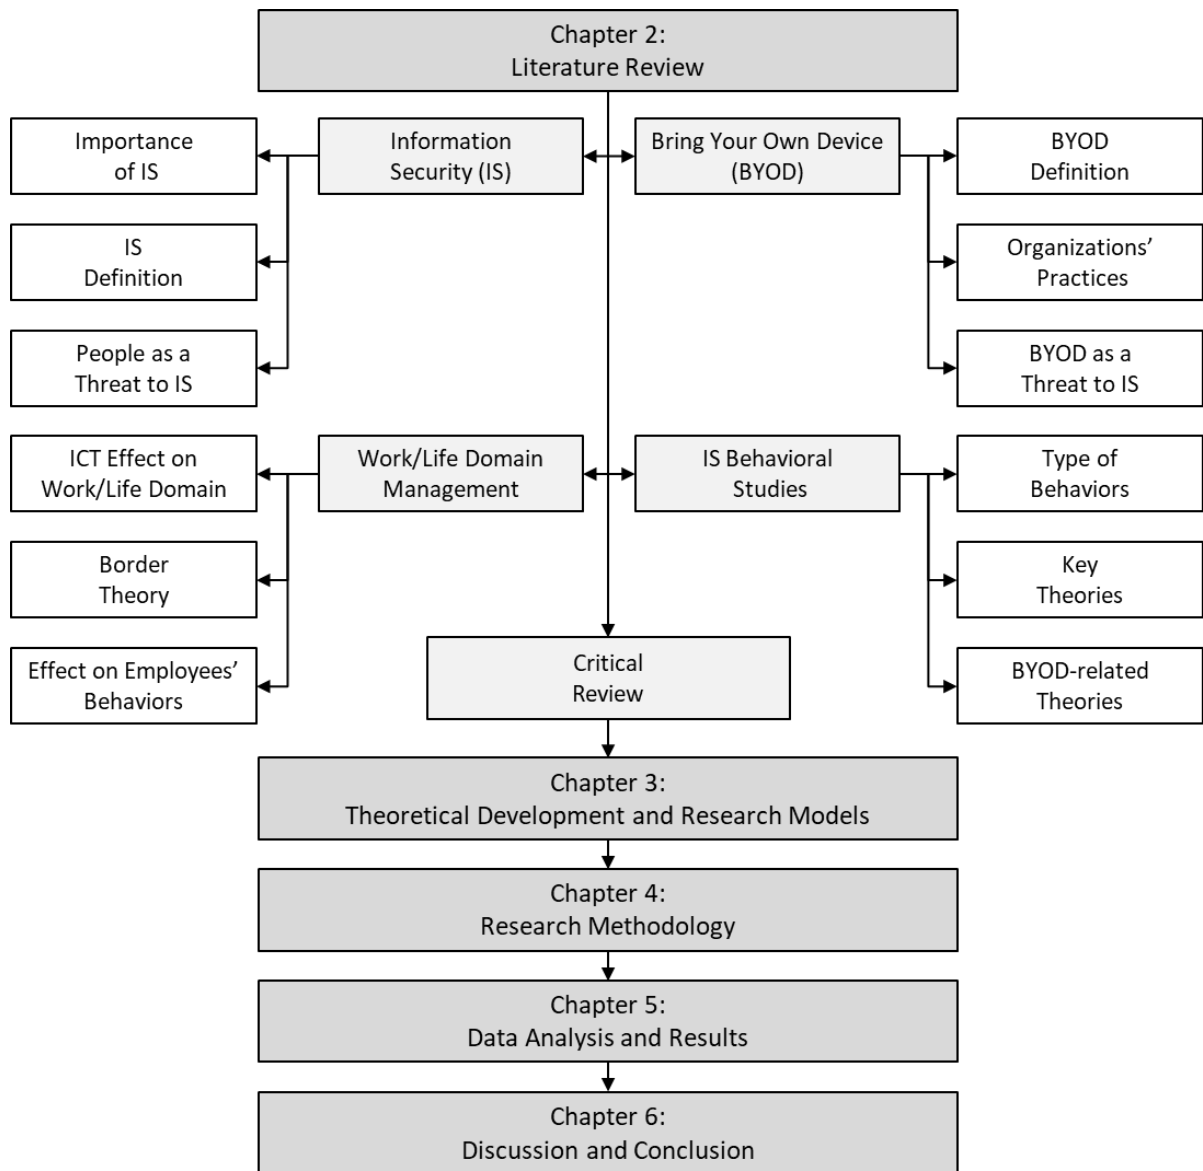 Chapter 2:
Literature Review
Importance
of IS
Information
Security (IS)
Bring Your Own Device
(BYOD)
BYOD
Definition
IS
Definition
Organizations’
Practices
People as a
Threat to IS
BYOD as a
Threat to IS
ICT Effect on
Work/Life Domain
Work/Life Domain
Management
IS Behavioral
Studies
Type of
Behaviors
Border
Theory
Key
Theories
Effect on Employees’
Behaviors
Critical
Review
BYOD-related
Theories
Chapter 3:
Theoretical Development and Research Models
Chapter 4:
Research Methodology
Chapter 5:
Data Analysis and Results
Chapter 6:
Discussion and Conclusion